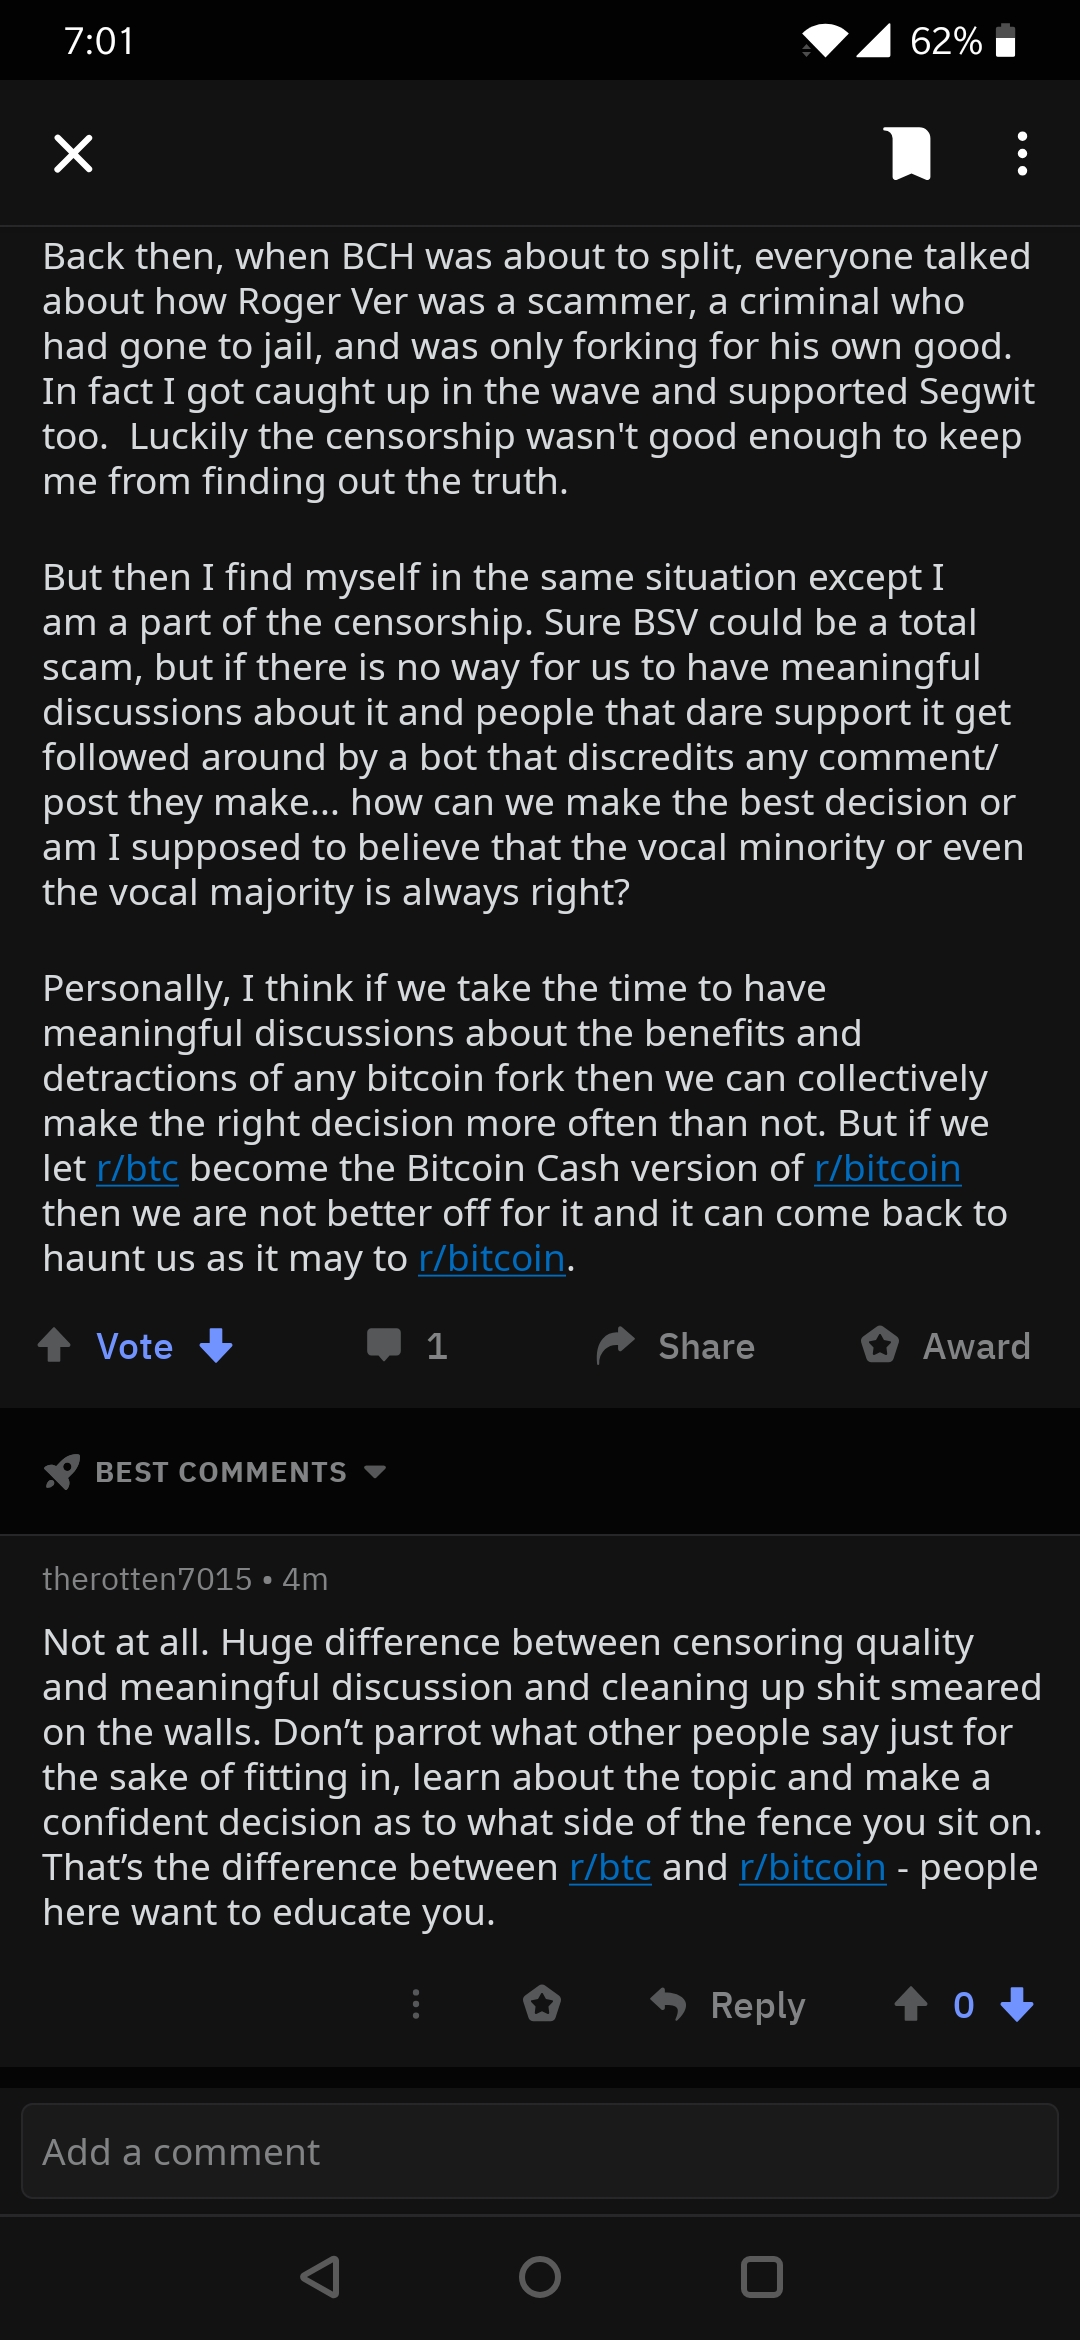 7:01
62%
Back then, when BCH was about to split, everyone talked
about how Roger Ver was a scammer, a criminal who
had gone to jail, and was only forking for his own good.
In fact I got caught up in the wave and supported Segwit
too.  Luckily the censorship wasn't good enough to keep
me from finding out the truth.
But then I find myself in the same situation except I
am a part of the censorship. Sure BSV could be a total
scam, but if there is no way for us to have meaningful
discussions about it and people that dare support it get
followed around by a bot that discredits any comment/
post they make... how can we make the best decision or
am I supposed to believe that the vocal minority or even
the vocal majority is always right?
Personally, I think if we take the time to have
meaningful discussions about the benefits and
detractions of any bitcoin fork then we can collectively
make the right decision more often than not. But if we
let r/btc become the Bitcoin Cash version of r/bitcoin
then we are not better off for it and it can come back to
haunt us as it may to r/bitcoin.
Vote 1 Share Award
BEST COMMENTS
therotten7015 • 4m
Not at all. Huge difference between censoring quality
and meaningful discussion and cleaning up shit smeared
on the walls. Don’t parrot what other people say just for
the sake of fitting in, learn about the topic and make a
confident decision as to what side of the fence you sit on.
That’s the difference between r/btc and r/bitcoin - people
here want to educate you.
Reply 0
Add a comment